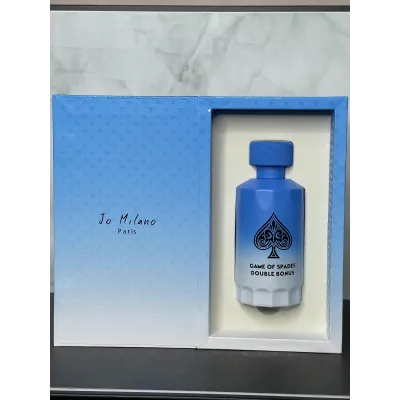 Jo Milano
Paris
GAME OF SPADES
DOUBLE BONUS